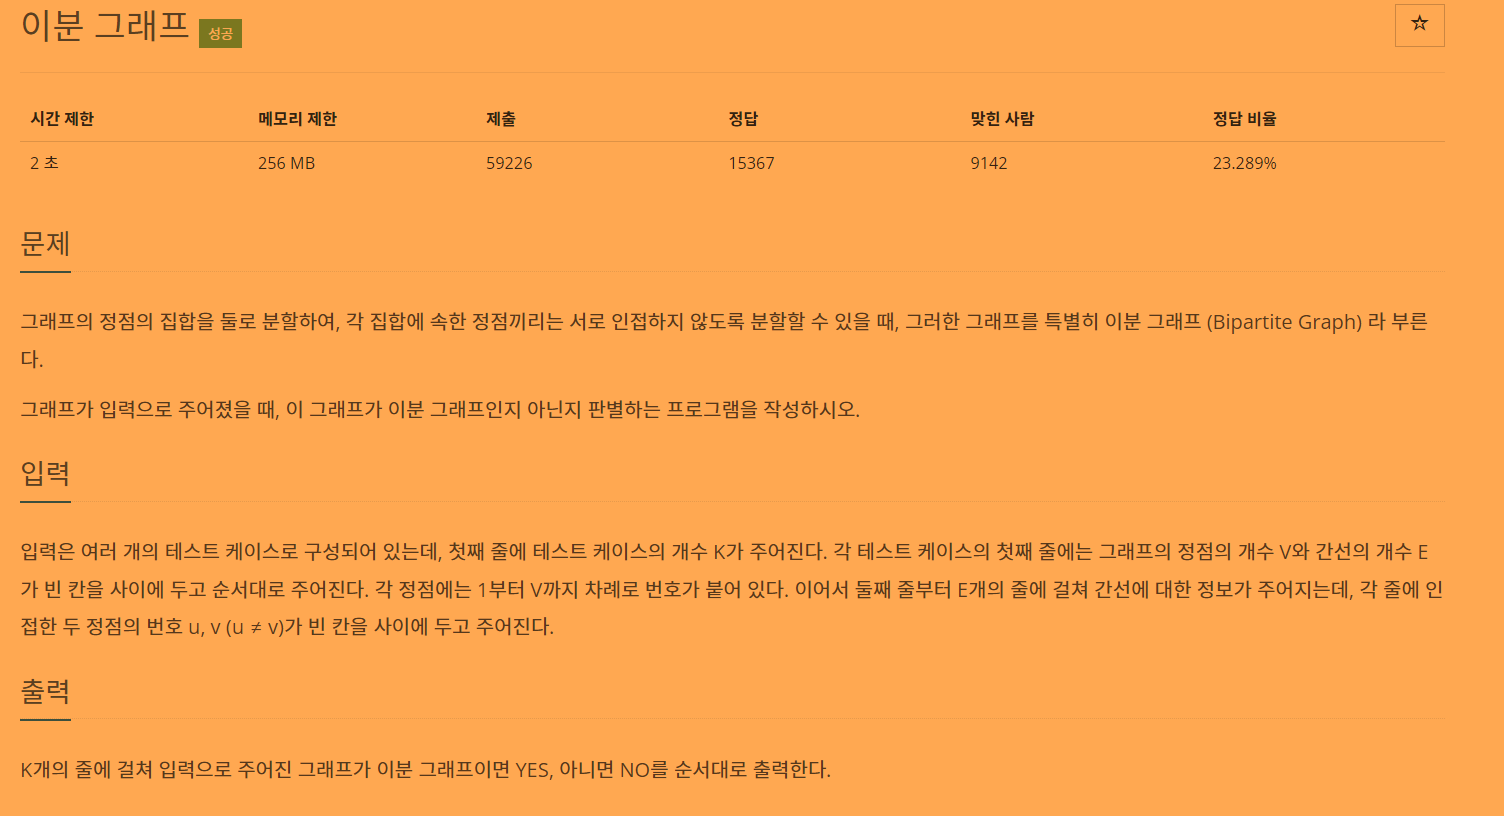 이분 그래프 성공
☆
시간 제한 메모리 제한 제출 정답 맞힌 사람 정답 비율
2 초 256 MB 59226 15367 9142 23.289%
문제
그래프의 정점의 집합을 둘로 분할하여, 각 집합에 속한 정점끼리는 서로 인접하지 않도록 분할할 수 있을 때, 그러한 그래프를 특별히 이분 그래프 (Bipartite Graph) 라 부른
다.
그래프가 입력으로 주어졌을 때, 이 그래프가 이분 그래프인지 아닌지 판별하는 프로그램을 작성하시오.
입력
입력은 여러 개의 테스트 케이스로 구성되어 있는데, 첫째 줄에 테스트 케이스의 개수 K가 주어진다. 각 테스트 케이스의 첫째 줄에는 그래프의 정점의 개수 V와 간선의 개수 E
가 빈 칸을 사이에 두고 순서대로 주어진다. 각 정점에는 1부터 V까지 차례로 번호가 붙어 있다. 이어서 둘째 줄부터 E개의 줄에 걸쳐 간선에 대한 정보가 주어지는데, 각 줄에 인
접한 두 정점의 번호 u, v (u ≠ v)가 빈 칸을 사이에 두고 주어진다.
출력
K개의 줄에 걸쳐 입력으로 주어진 그래프가 이분 그래프이면 YES, 아니면 NO를 순서대로 출력한다.